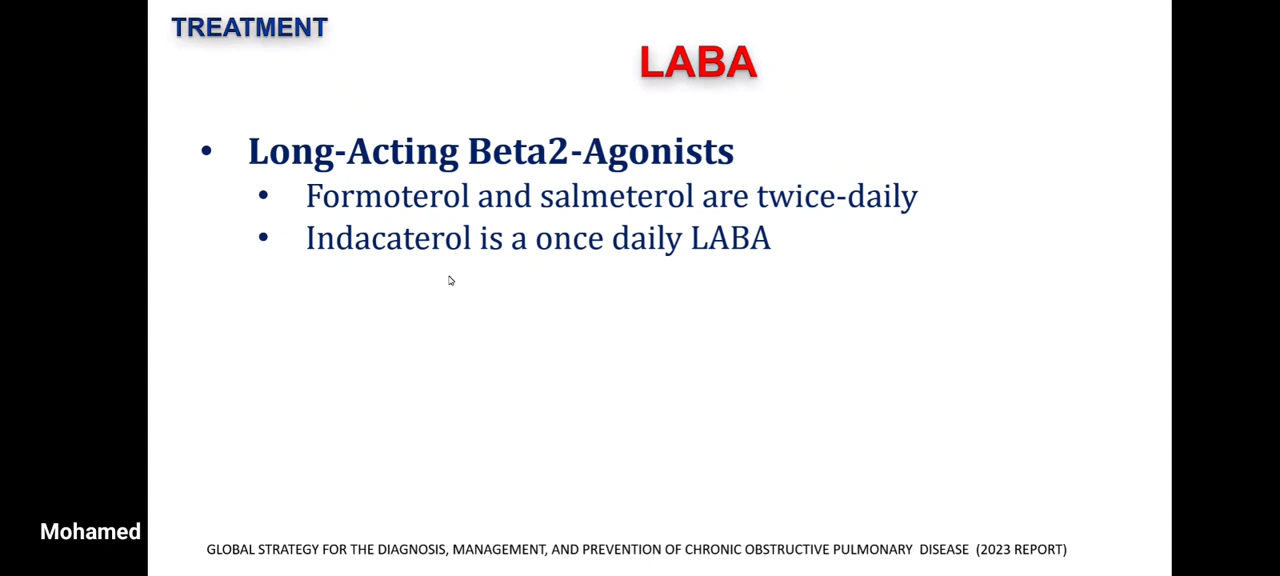 TREATMENT
LABA
• Long-Acting Beta2-Agonists
• Formoterol and salmeterol are twice-daily
• Indacaterol is a once daily LABA
Mohamed
GLOBAL STRATEGY FOR THE DIAGNOSIS, MANAGEMENT, AND PREVENTION OF CHRONIC OBSTRUCTIVE PULMONARY DISEASE (2023 REPORT)